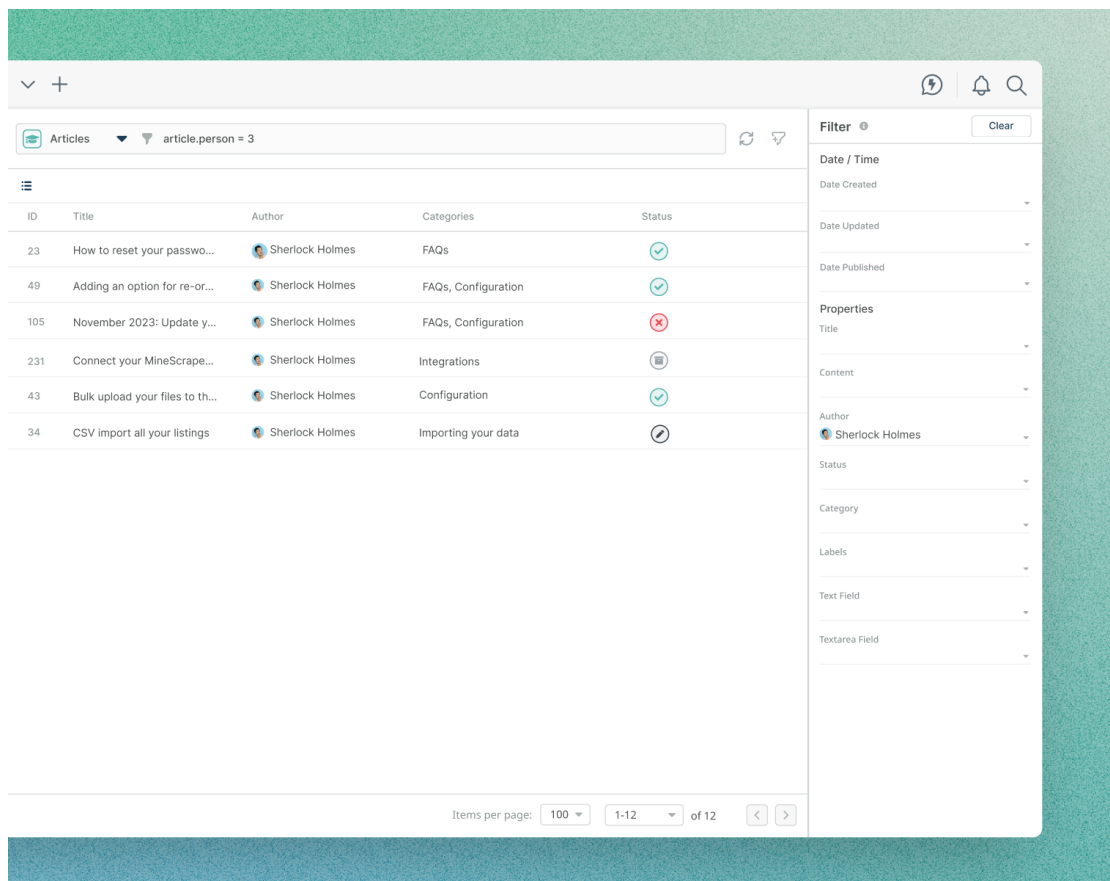 Articles article.person = 3
ID Title Author Categories Status
23 How to reset your passwo... Sherlock Holmes FAQs
49 Adding an option for re-or... Sherlock Holmes FAQs, Configuration
105 November 2023: Update y... Sherlock Holmes FAQs, Configuration
231 Connect your MineScrape... Sherlock Holmes Integrations
43 Bulk upload your files to th... Sherlock Holmes Configuration
34 CSV import all your listings Sherlock Holmes Importing your data
Items per page: 100 1-12 of 12
Filter Clear
Date / Time
Date Created
Date Updated
Date Published
Properties
Title
Content
Author
Sherlock Holmes
Status
Category
Labels
Text Field
Textarea Field